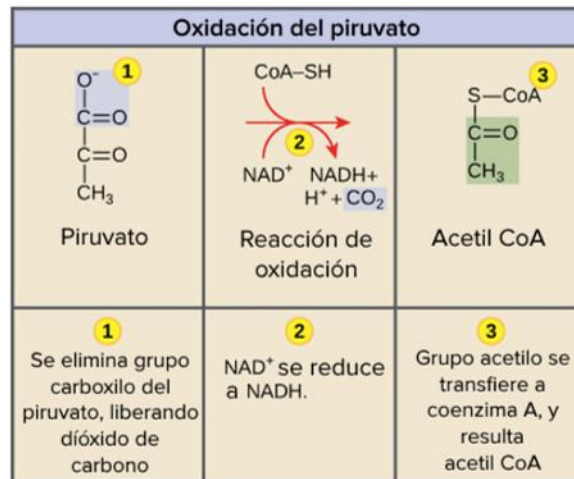 Oxidación del piruvato
1
O⁻
C=O
C=O
CH₃
Piruvato
CoA–SH
2
NAD⁺ NADH+
H⁺ + CO₂
Reacción de
oxidación
3
S—CoA
C=O
CH₃
Acetil CoA
1
Se elimina grupo
carboxilo del
piruvato, liberando
dióxido de
carbono
2
NAD⁺ se reduce
a NADH.
3
Grupo acetilo se
transfiere a
coenzima A, y
resulta
acetil CoA